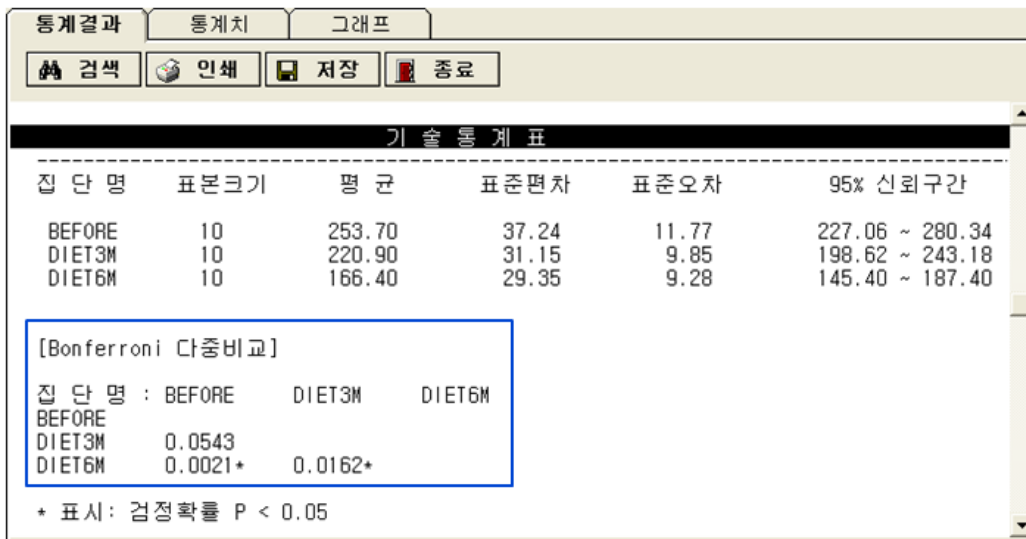 통계결과 통계치 그래프
검색 인쇄 저장 종료
기 술 통 계 표
집 단 명 표본크기 평 균 표준편차 표준오차 95% 신뢰구간
BEFORE 10 253.70 37.24 11.77 227.06 ~ 280.34
DIET3M 10 220.90 31.15 9.85 198.62 ~ 243.18
DIET6M 10 166.40 29.35 9.28 145.40 ~ 187.40
[Bonferroni 다중비교]
집 단 명 : BEFORE DIET3M DIET6M
BEFORE
DIET3M 0.0543
DIET6M 0.0021* 0.0162*
* 표시: 검정확률 P < 0.05